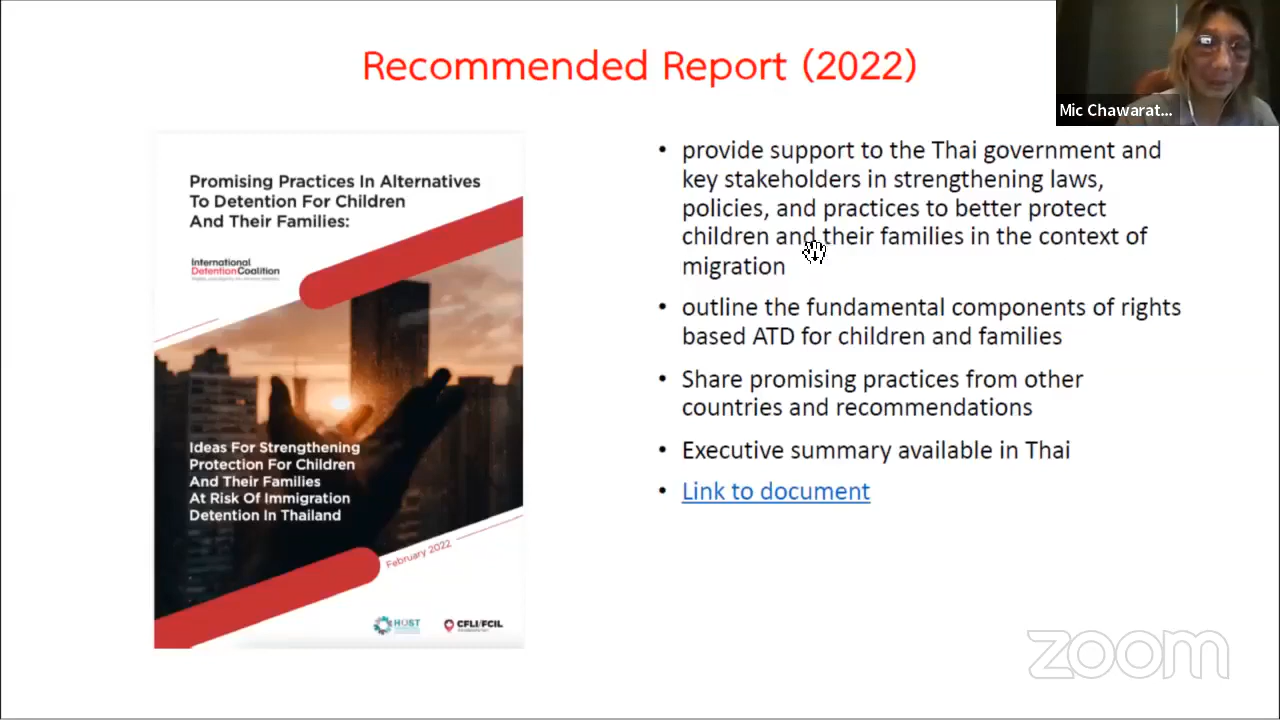 Recommended Report (2022)
Mic Chawarat...
Promising Practices In Alternatives
To Detention For Children
And Their Families:
International
Detention Coalition
Ideas For Strengthening
Protection For Children
And Their Families
At Risk Of Immigration
Detention In Thailand
February 2022
HOST
CFLI/FCIL
• provide support to the Thai government and
key stakeholders in strengthening laws,
policies, and practices to better protect
children and their families in the context of
migration
• outline the fundamental components of rights
based ATD for children and families
• Share promising practices from other
countries and recommendations
• Executive summary available in Thai
• Link to document
zoom